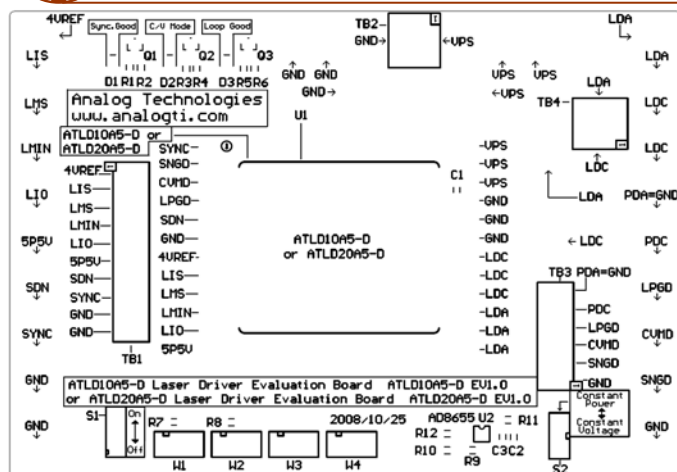 4VREF
Sync.Good
C/V Mode
Loop Good
Q1
Q2
Q3
D1 R1 R2
D2 R3 R4
D3 R5 R6
TB2
GND
VPS
LDA
GND GND
GND
VPS VPS
VPS
LIS
LMS
LMIN
LIO
5P5V
SDN
SYNC
GND
GND
Analog Technologies
www.analogti.com
ATLD10A5-D or
ATLD20A5-D
U1
4VREF
LIS
LMS
LMIN
LIO
5P5V
SDN
SYNC
GND
GND
TB1
SYNC
SNGD
CVMD
LPGD
SDN
GND
4VREF
LIS
LMS
LMIN
LIO
5P5V
ATLD10A5-D
or ATLD20A5-D
C1
VPS
VPS
VPS
GND
GND
GND
LDC
LDC
LDC
LDA
LDA
LDA
LDA
TB4
LDC
LDA
LDC
TB3 PDA=GND
PDC
LPGD
CVMD
SNGD
GND
LDA
LDC
LDC
PDA=GND
PDC
LPGD
CVMD
SNGD
GND
ATLD10A5-D Laser Driver Evaluation Board ATLD10A5-D EV1.0
or ATLD20A5-D Laser Driver Evaluation Board ATLD20A5-D EV1.0
S1
On
Off
R7
R8
2008/10/25
AD8655 U2
R11
R12
R10
R9
C3C2
W1
W2
W3
W4
Constant
Power
Constant
Voltage
S2